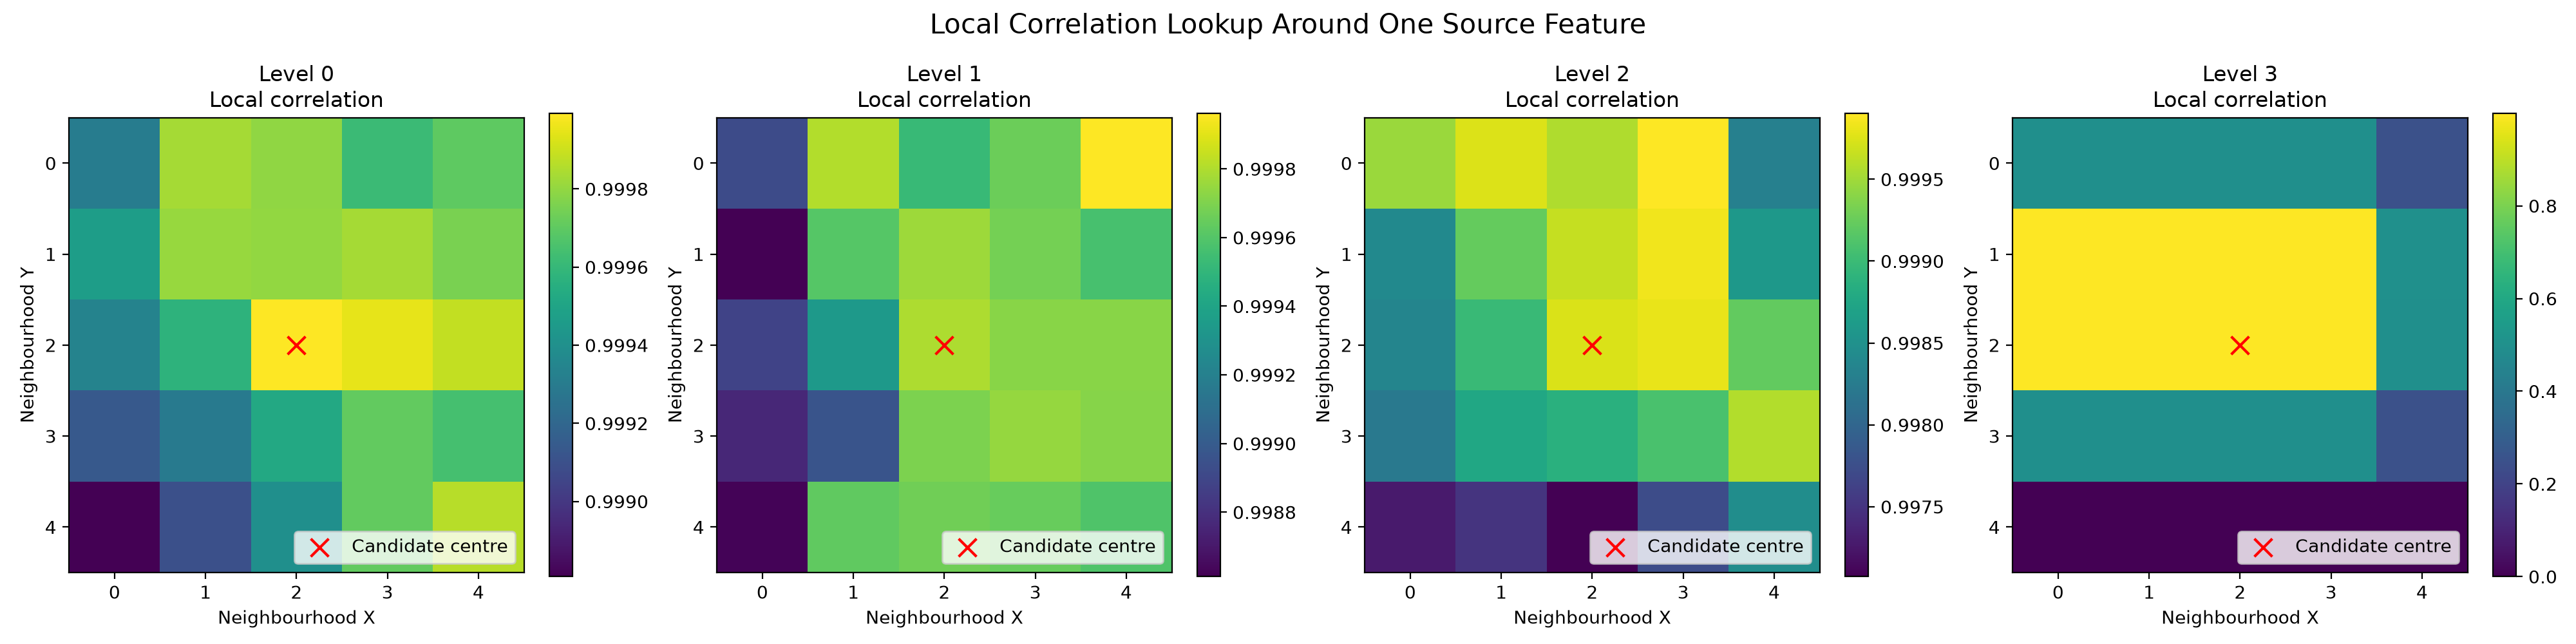 Local Correlation Lookup Around One Source Feature
Level 0
Local correlation
Neighbourhood Y
0
1
2
3
4
0 1 2 3 4
Neighbourhood X
Candidate centre
0.9998
0.9996
0.9994
0.9992
0.9990
Level 1
Local correlation
Neighbourhood Y
0
1
2
3
4
0 1 2 3 4
Neighbourhood X
Candidate centre
0.9998
0.9996
0.9994
0.9992
0.9990
0.9988
Level 2
Local correlation
Neighbourhood Y
0
1
2
3
4
0 1 2 3 4
Neighbourhood X
Candidate centre
0.9995
0.9990
0.9985
0.9980
0.9975
Level 3
Local correlation
Neighbourhood Y
0
1
2
3
4
0 1 2 3 4
Neighbourhood X
Candidate centre
0.8
0.6
0.4
0.2
0.0